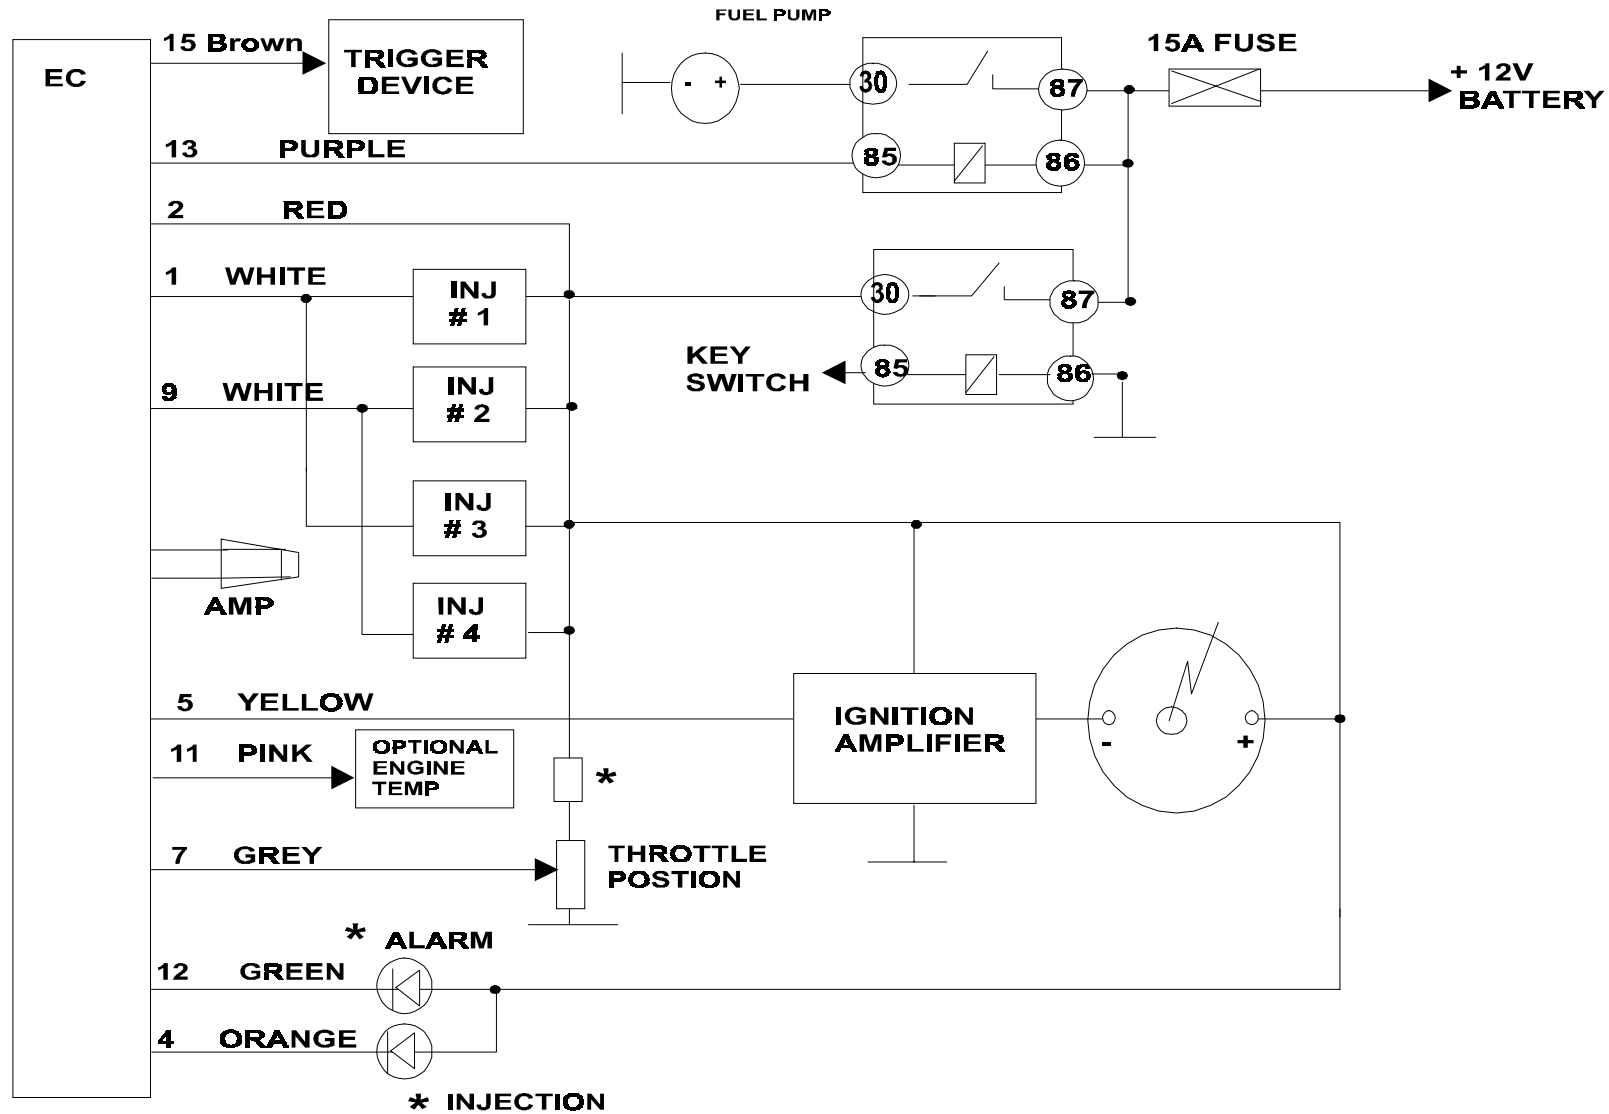 FUEL PUMP
15 Brown
EC
TRIGGER
DEVICE
- +
30
87
15A FUSE
+ 12V
BATTERY
13 PURPLE
85
86
2 RED
1 WHITE
INJ
# 1
30
87
KEY
SWITCH
85
86
9 WHITE
INJ
# 2
INJ
# 3
AMP
INJ
# 4
5 YELLOW
IGNITION
AMPLIFIER
- +
11 PINK
OPTIONAL
ENGINE
TEMP
*
7 GREY
THROTTLE
POSTION
* ALARM
12 GREEN
4 ORANGE
* INJECTION